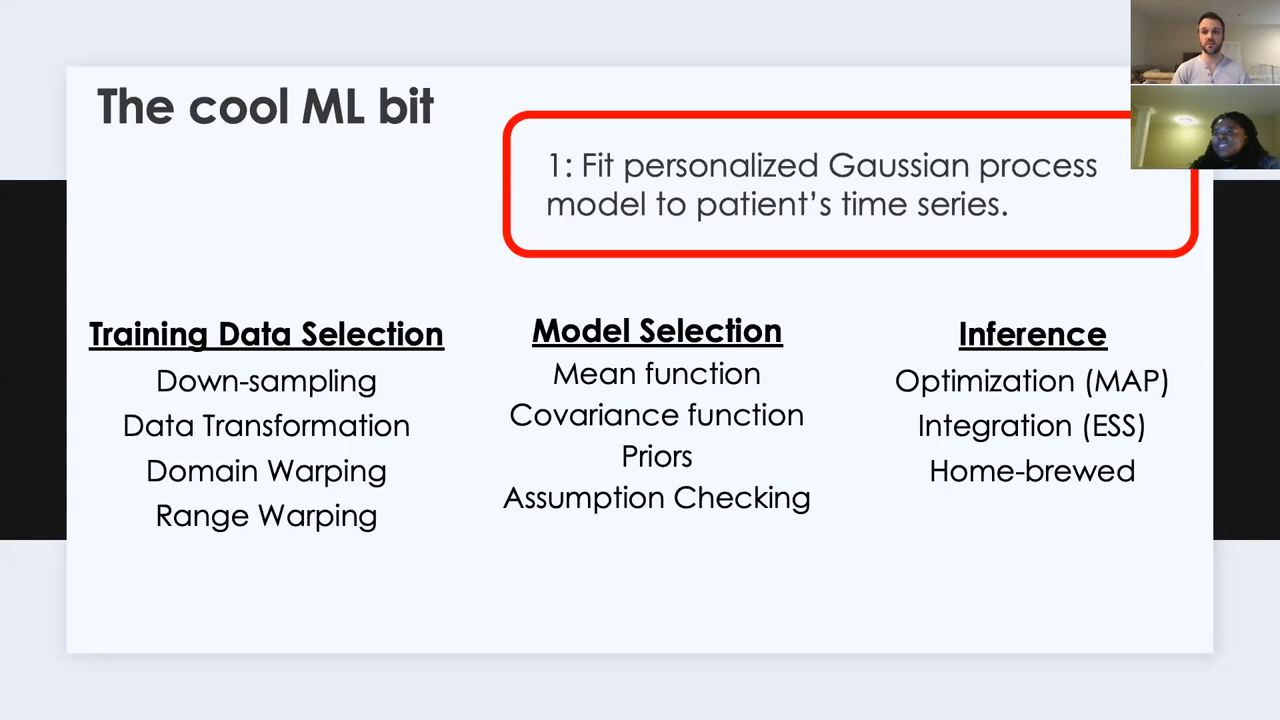 The cool ML bit
1: Fit personalized Gaussian process
model to patient's time series.
Training Data Selection
Down-sampling
Data Transformation
Domain Warping
Range Warping
Model Selection
Mean function
Covariance function
Priors
Assumption Checking
Inference
Optimization (MAP)
Integration (ESS)
Home-brewed